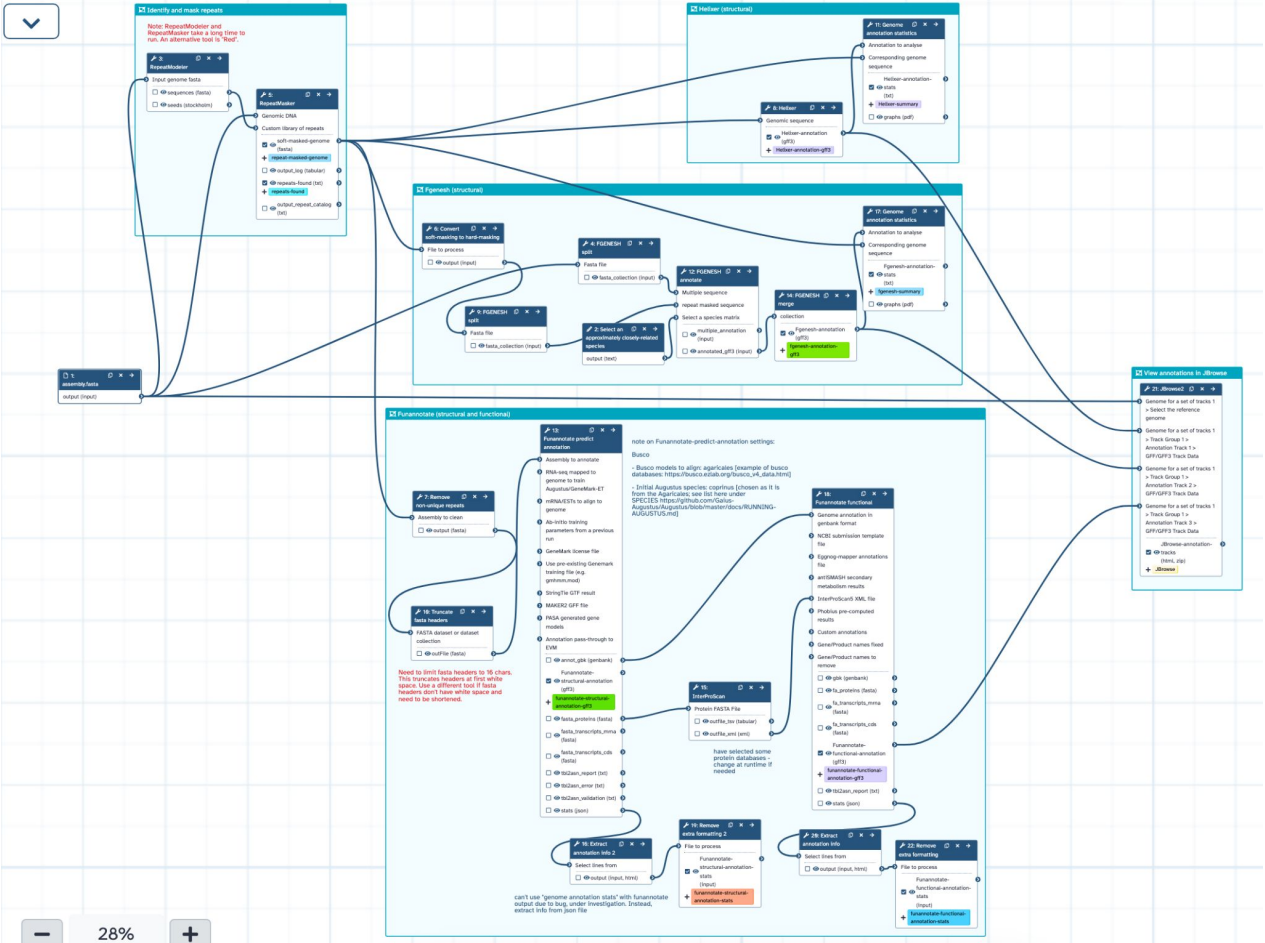 Identify and mask repeats
Note: RepeatModeler and
RepeatMasker take a long time to
run. An alternative tool is "Red".
3:
RepeatModeler
Input genome fasta
sequences (fasta)
seeds (stockholm)
5:
RepeatMasker
Genomic DNA
Custom library of repeats
soft-masked-genome
(fasta)
+ repeat-masked-genome
output_log (tabular)
repeats-found (txt)
+ repeats-found
output_repeat_catalog
(txt)
1:
assembly.fasta
output (input)
Helixer (structural)
8: Helixer
Genomic sequence
Helixer-annotation
(gff3)
+ Helixer-annotation-gff3
11: Genome
annotation statistics
Annotation to analyse
Corresponding genome
sequence
Helixer-annotation-
stats
(txt)
+ Helixer-summary
graphs (pdf)
Fgenesh (structural)
6: Convert
soft-masking to hard-masking
File to process
output (input)
9: FGENESH
split
Fasta file
fasta_collection (input)
4: FGENESH
split
Fasta file
fasta_collection (input)
2: Select an
approximately closely-related
species
output (text)
12: FGENESH
annotate
Multiple sequence
repeat masked sequence
Select a species matrix
multiple_annotation
(input)
annotated_gff3 (input)
14: FGENESH
merge
collection
Fgenesh-annotation
(gff3)
+ fgenesh-annotation-
gff3
17: Genome
annotation statistics
Annotation to analyse
Corresponding genome
sequence
Fgenesh-annotation-
stats
(txt)
+ fgenesh-summary
graphs (pdf)
Funannotate (structural and functional)
7: Remove
non-unique repeats
Assembly to clean
output (fasta)
10: Truncate
fasta headers
FASTA dataset or dataset
collection
outFile (fasta)
Need to limit fasta headers to 16 chars.
This truncates headers at first white
space. Use a different tool if fasta
headers don't have white space and
need to be shortened.
13:
Funannotate predict
annotation
Assembly to annotate
RNA-seq mapped to
genome to train
Augustus/GeneMark-ET
mRNA/ESTs to align to
genome
Ab-initio training
parameters from a previous
run
GeneMark license file
Use pre-existing Genemark
training file (e.g.
gmhmm.mod)
StringTie GTF result
MAKER2 GFF file
PASA generated gene
models
Annotation pass-through to
EVM
annot_gbk (genbank)
Funannotate-
structural-annotation
(gff3)
+ funannotate-structural-
annotation-gff3
fasta_proteins (fasta)
fasta_transcripts_mrna
(fasta)
fasta_transcripts_cds
(fasta)
tbl2asn_report (txt)
tbl2asn_error (txt)
tbl2asn_validation (txt)
stats (json)
note on Funannotate-predict-annotation settings:
Busco
- Busco models to align: agaricales [example of busco
databases: https://busco.ezlab.org/busco_v4_data.html]
- Initial Augustus species: coprinus [chosen as it is
from the Agaricales; see list here under
SPECIES https://github.com/Gaius-
Augustus/Augustus/blob/master/docs/RUNNING-
AUGUSTUS.md]
15:
InterProScan
Protein FASTA File
outfile_tsv (tabular)
outfile_xml (xml)
have selected some
protein databases -
change at runtime if
needed
18:
Funannotate functional
Genome annotation in
genbank format
NCBI submission template
file
Eggnog-mapper annotations
file
antiSMASH secondary
metabolism results
InterProScan5 XML file
Phobius pre-computed
results
Custom annotations
Gene/Product names fixed
Gene/Product names to
remove
gbk (genbank)
fa_proteins (fasta)
fa_transcripts_mrna
(fasta)
fa_transcripts_cds
(fasta)
Funannotate-
functional-annotation
(gff3)
+ funannotate-functional-
annotation-gff3
tbl2asn_report (txt)
stats (json)
16: Extract
annotation info 2
Select lines from
output (input, html)
can't use "genome annotation stats" with funannotate
output due to bug, under investigation. Instead,
extract info from json file
19: Remove
extra formatting 2
File to process
Funannotate-
structural-annotation-
stats
(input)
+ funannotate-structural-
annotation-stats
20: Extract
annotation info
Select lines from
output (input, html)
22: Remove
extra formatting
File to process
Funannotate-
functional-annotation-
stats
(input)
+ funannotate-functional-
annotation-stats
View annotations in JBrowse
21: JBrowse2
Genome for a set of tracks 1
> Select the reference
genome
Genome for a set of tracks 1
> Track Group 1 >
Annotation Track 1 >
GFF/GFF3 Track Data
Genome for a set of tracks 1
> Track Group 1 >
Annotation Track 2 >
GFF/GFF3 Track Data
Genome for a set of tracks 1
> Track Group 1 >
Annotation Track 3 >
GFF/GFF3 Track Data
JBrowse-annotation-
tracks
(html, zip)
+ JBrowse
28%